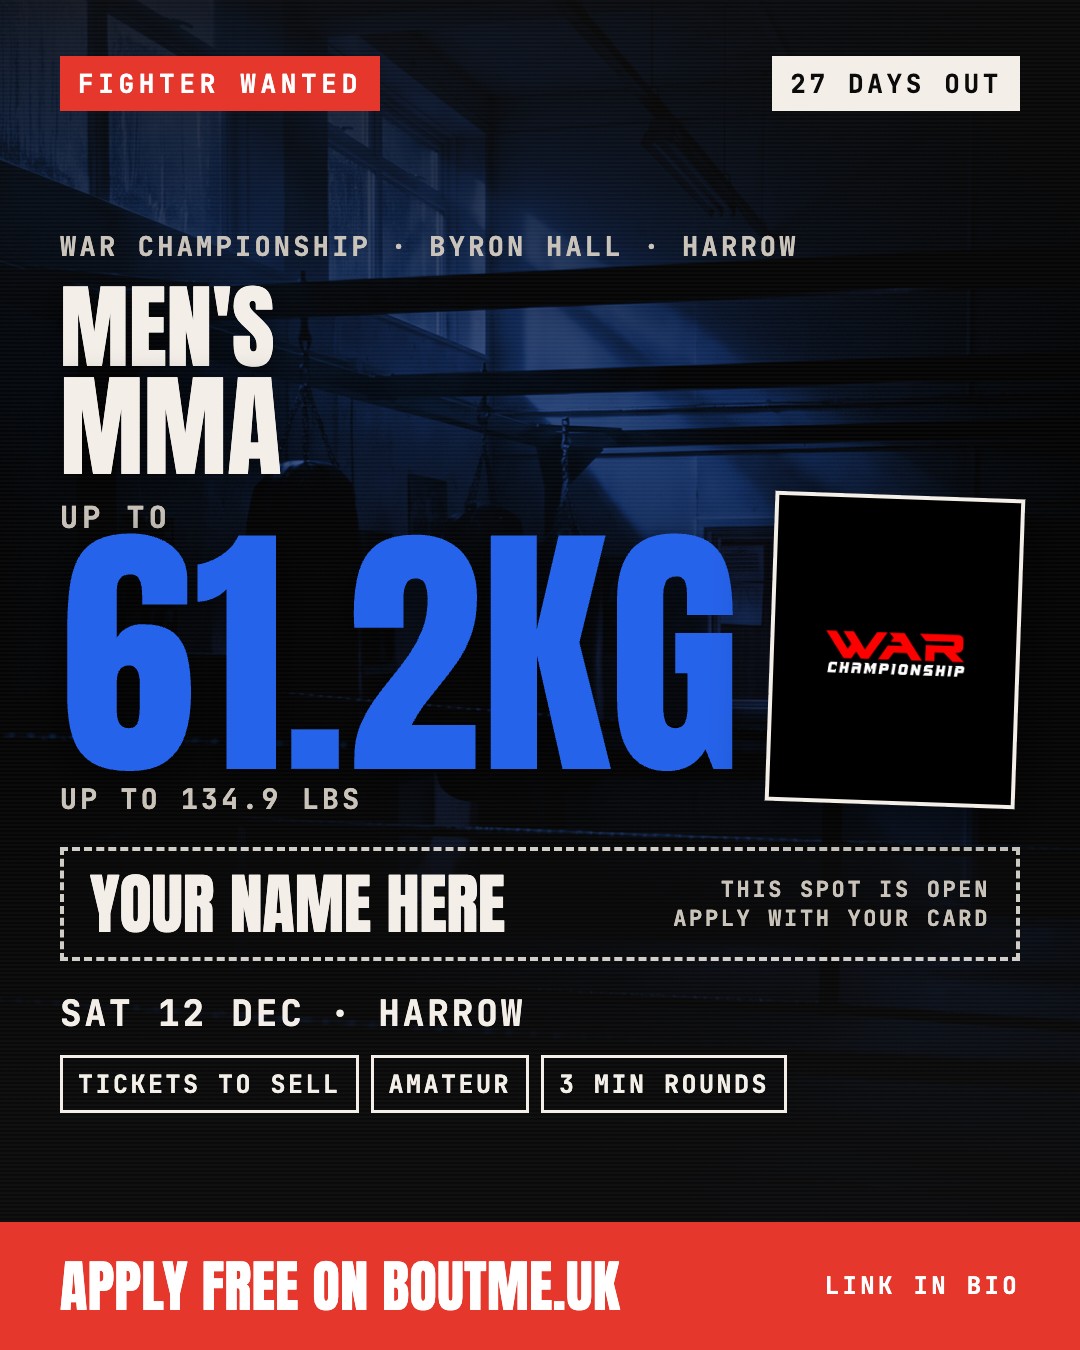 FIGHTER WANTED
27 DAYS OUT
WAR CHAMPIONSHIP · BYRON HALL · HARROW
MEN'S
MMA
UP TO
61.2KG
WAR
CHAMPIONSHIP
UP TO 134.9 LBS
YOUR NAME HERE
THIS SPOT IS OPEN
APPLY WITH YOUR CARD
SAT 12 DEC · HARROW
TICKETS TO SELL
AMATEUR
3 MIN ROUNDS
APPLY FREE ON BOUTME.UK
LINK IN BIO